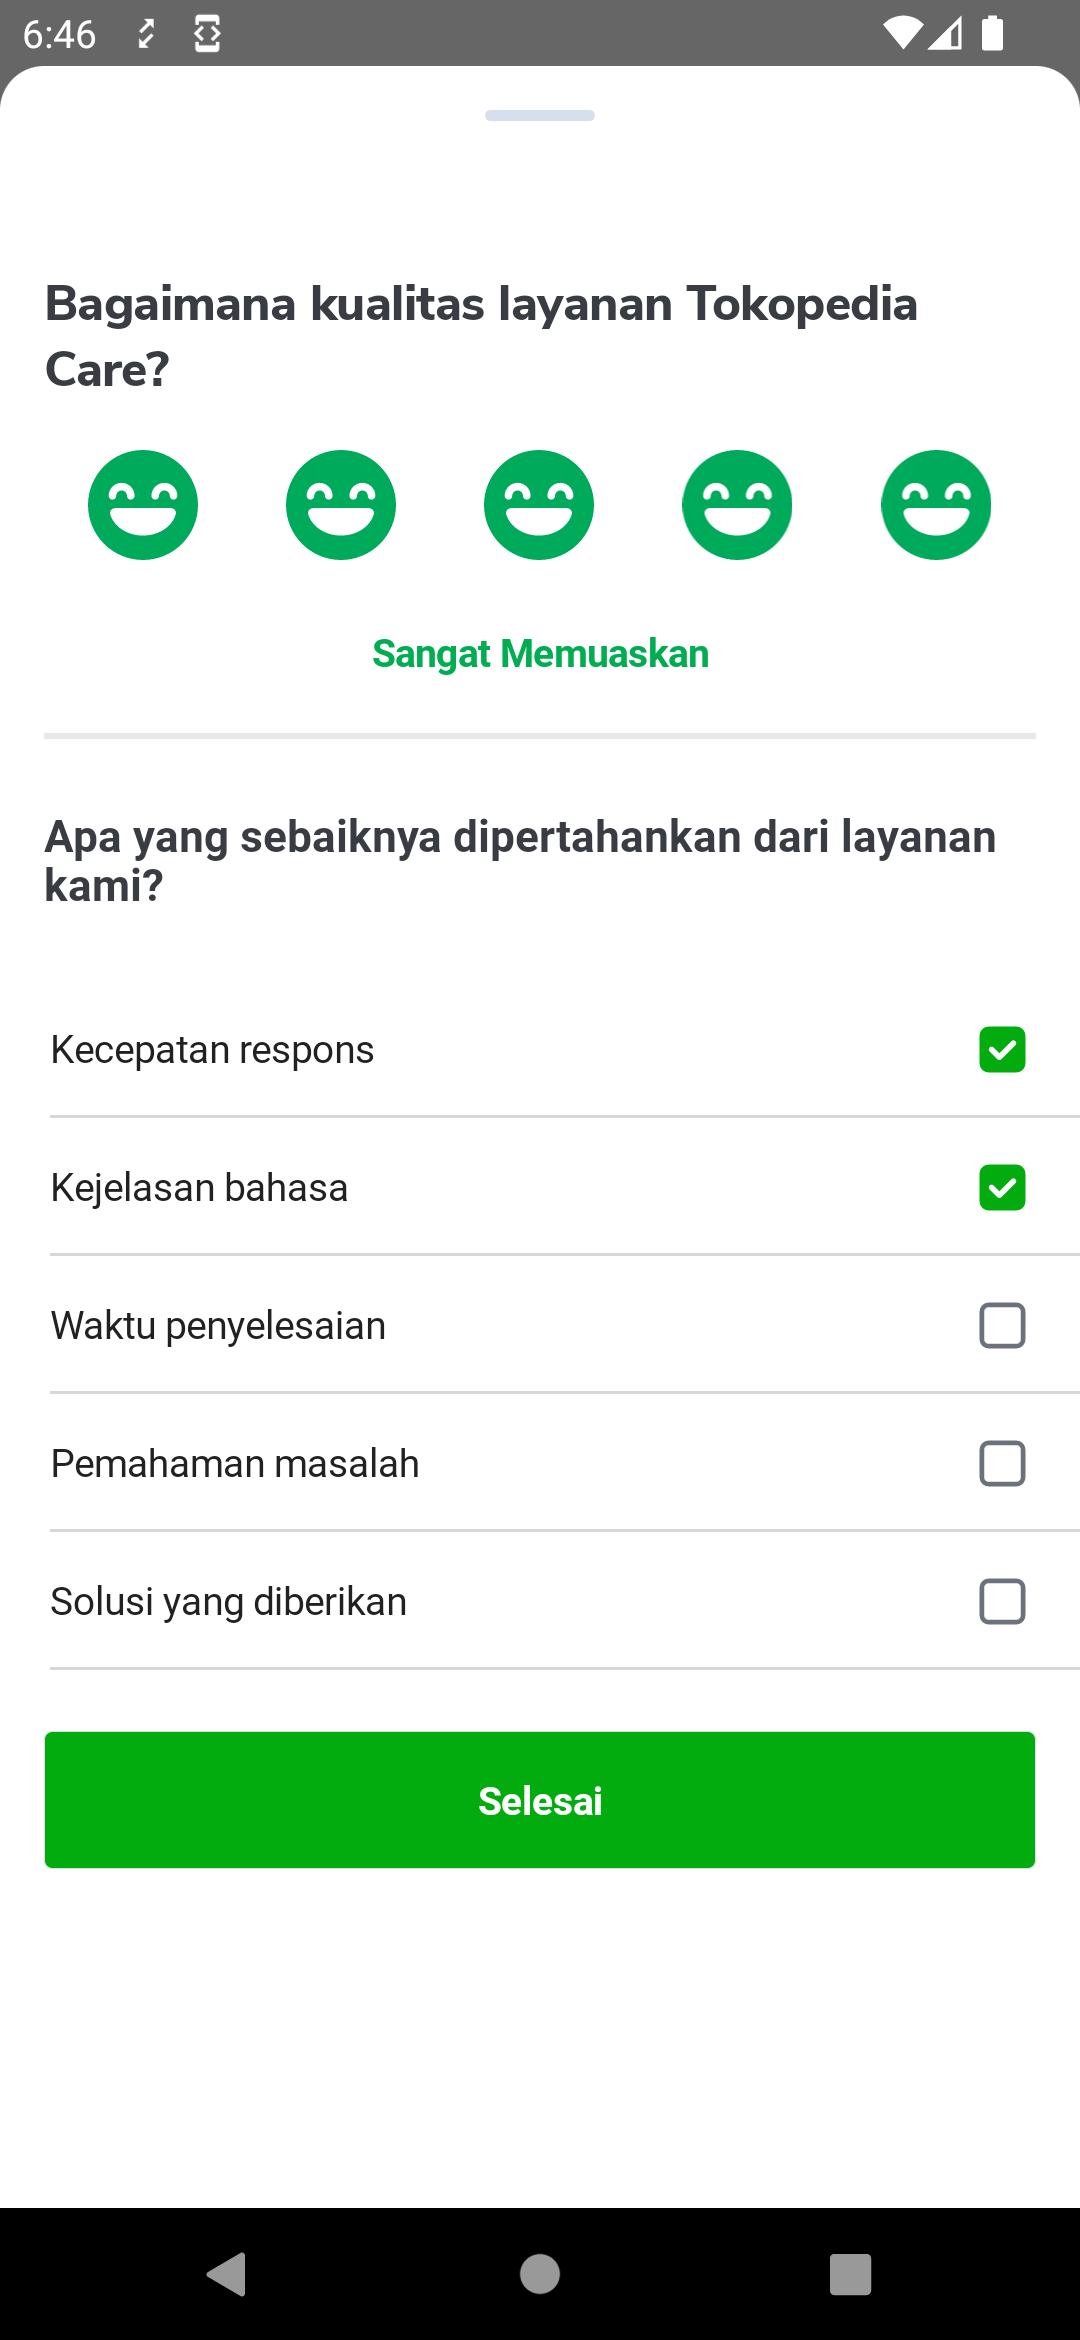 6:46
Bagaimana kualitas layanan Tokopedia
Care?
Sangat Memuaskan
Apa yang sebaiknya dipertahankan dari layanan
kami?
Kecepatan respons
Kejelasan bahasa
Waktu penyelesaian
Pemahaman masalah
Solusi yang diberikan
Selesai